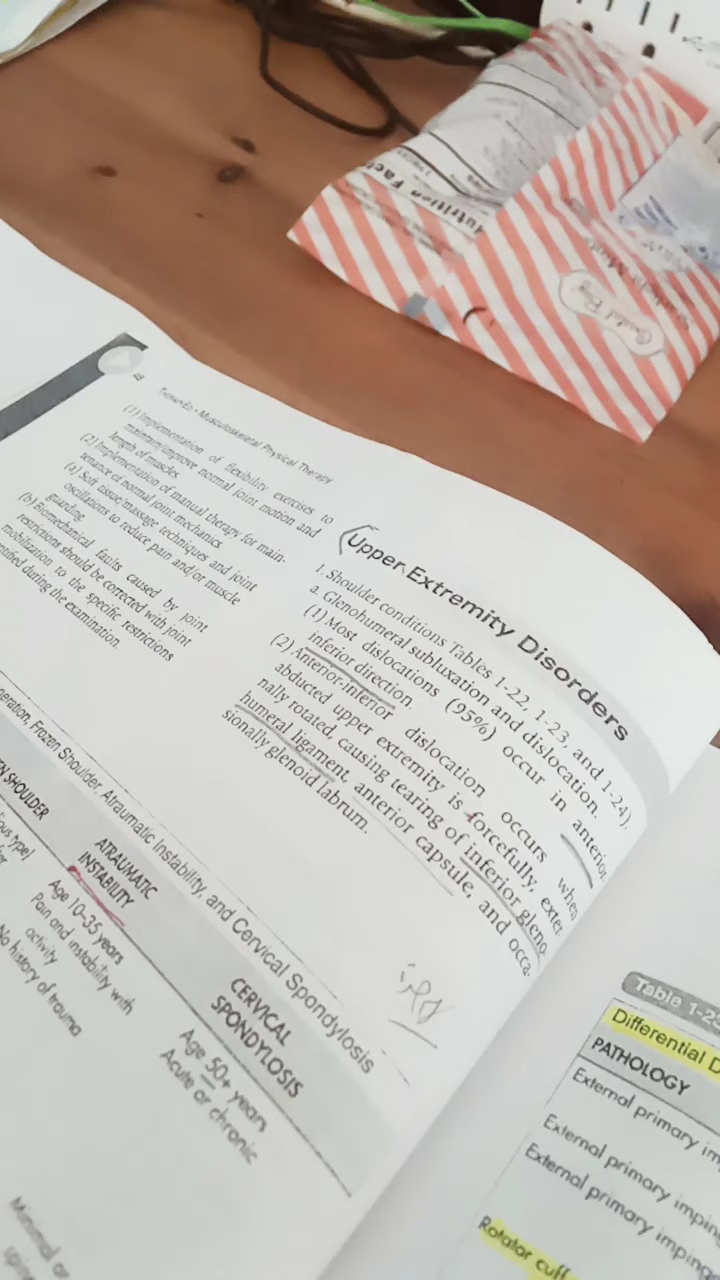 Nutrition Facts
48
TherapyEd • Musculoskeletal Physical Therapy
(1) Implementation of flexibility exercises to
maintain/improve normal joint motion and
length of muscles.
(2) Implementation of manual therapy for main-
tenance of normal joint mechanics.
(a) Soft tissue/massage techniques and joint
oscillations to reduce pain and/or muscle
guarding.
(b) Biomechanical faults caused by joint
restrictions should be corrected with joint
mobilization to the specific restrictions
during the examination.
Upper Extremity Disorders
1. Shoulder conditions Tables 1-22, 1-23, and 1-24).
a. Glenohumeral subluxation and dislocation.
(1) Most dislocations (95%) occur in anterior
inferior direction.
(2) Anterior-inferior dislocation occurs when
abducted upper extremity is forcefully, exter
nally rotated, causing tearing of inferior gleno
humeral ligament, anterior capsule, and occa-
sionally glenoid labrum.
Frozen Shoulder, Atraumatic Instability, and Cervical Spondylosis
SHOULDER
ATRAUMATIC
INSTABILITY
Age 10-35 years
Pain and instability with
activity
No history of trauma
CERVICAL
SPONDYLOSIS
Age 50+ years
Acute or chronic
Minimal or
Table 1-2
Differential D
PATHOLOGY
External primary im
External primary imping
External primary imping
Rotator cuff